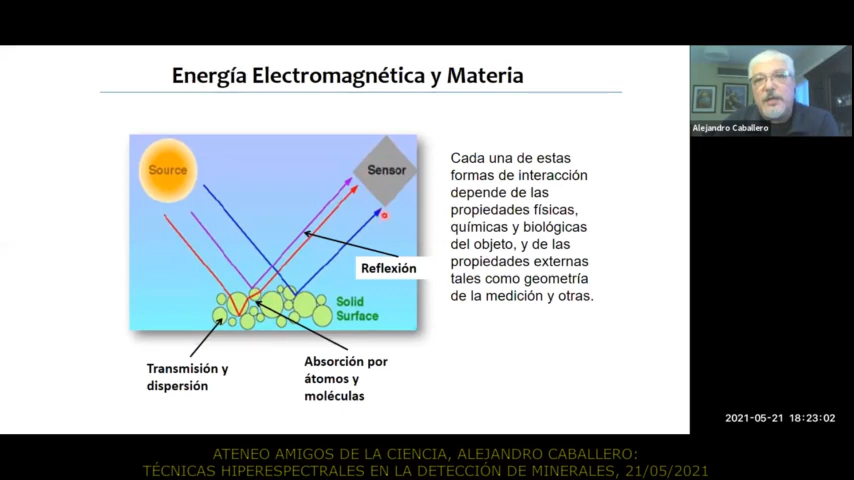 Energía Electromagnética y Materia
Source
Sensor
Reflexión
Solid
Surface
Transmisión y
dispersión
Absorción por
átomos y
moléculas
Cada una de estas
formas de interacción
depende de las
propiedades físicas,
químicas y biológicas
del objeto, y de las
propiedades externas
tales como geometría
de la medición y otras.
Alejandro Caballero
2021-05-21 18:23:02
ATENEO AMIGOS DE LA CIENCIA, ALEJANDRO CABALLERO:
TÉCNICAS HIPERESPECTRALES EN LA DETECCIÓN DE MINERALES, 21/05/2021